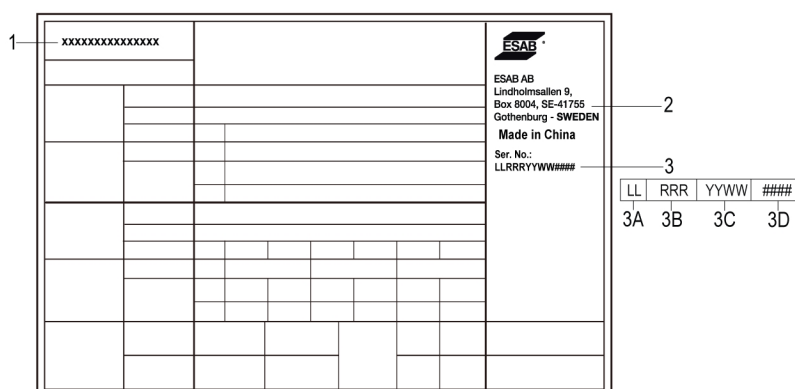 1
xxxxxxxxxxxxxxx
ESAB
ESAB AB
Lindholmsallen 9,
Box 8004, SE-41755
Gothenburg - SWEDEN
2
Made in China
Ser. No.:
LLRRRYYWW####
3
LL RRR YYWW ####
3A 3B 3C 3D